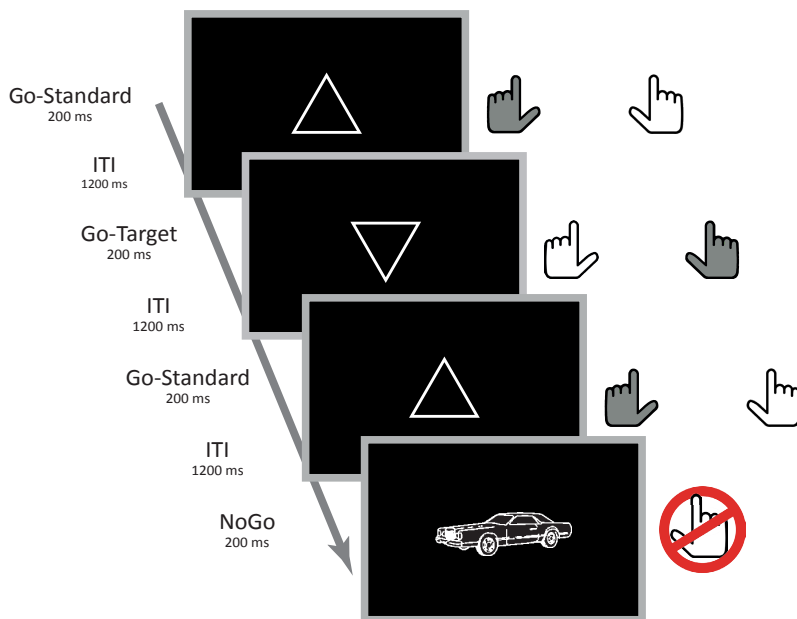 Go-Standard
200 ms
ITI
1200 ms
Go-Target
200 ms
ITI
1200 ms
Go-Standard
200 ms
ITI
1200 ms
NoGo
200 ms